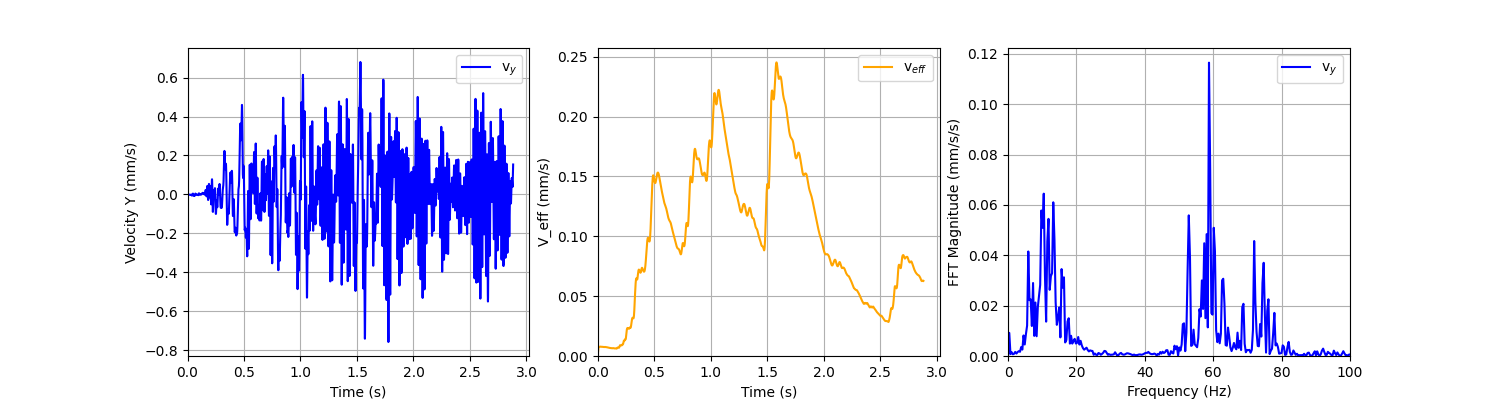 Velocity Y (mm/s)
0.6
0.4
0.2
0.0
−0.2
−0.4
−0.6
−0.8
0.0 0.5 1.0 1.5 2.0 2.5 3.0
Time (s)
v_y
V_eff (mm/s)
0.25
0.20
0.15
0.10
0.05
0.00
0.0 0.5 1.0 1.5 2.0 2.5 3.0
Time (s)
v_eff
FFT Magnitude (mm/s/s)
0.12
0.10
0.08
0.06
0.04
0.02
0.00
0 20 40 60 80 100
Frequency (Hz)
v_y